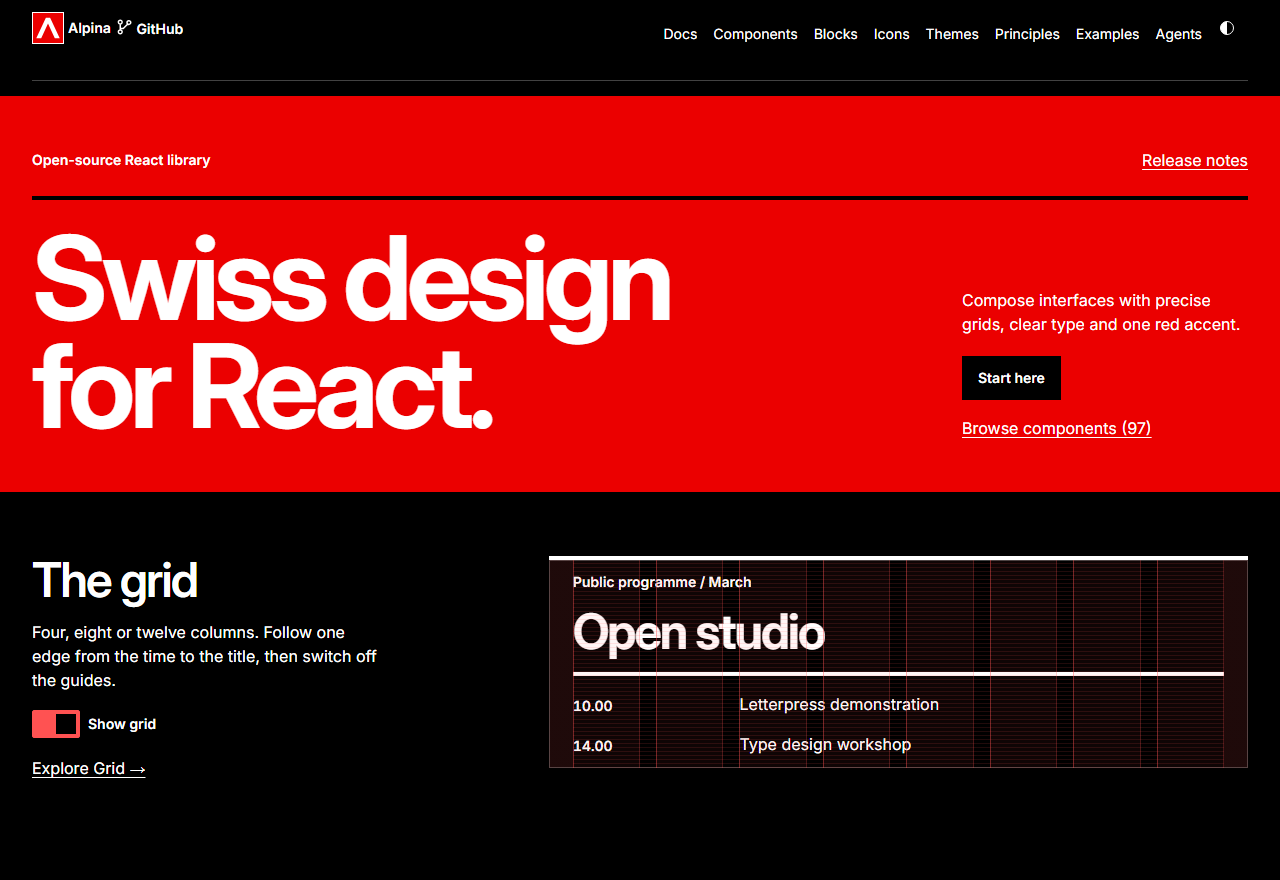 Alpina GitHub
Docs Components Blocks Icons Themes Principles Examples Agents
Open-source React library
Release notes
Swiss design
for React.
Compose interfaces with precise
grids, clear type and one red accent.
Start here
Browse components (97)
The grid
Four, eight or twelve columns. Follow one
edge from the time to the title, then switch off
the guides.
Show grid
Explore Grid →
Public programme / March
Open studio
10.00 Letterpress demonstration
14.00 Type design workshop